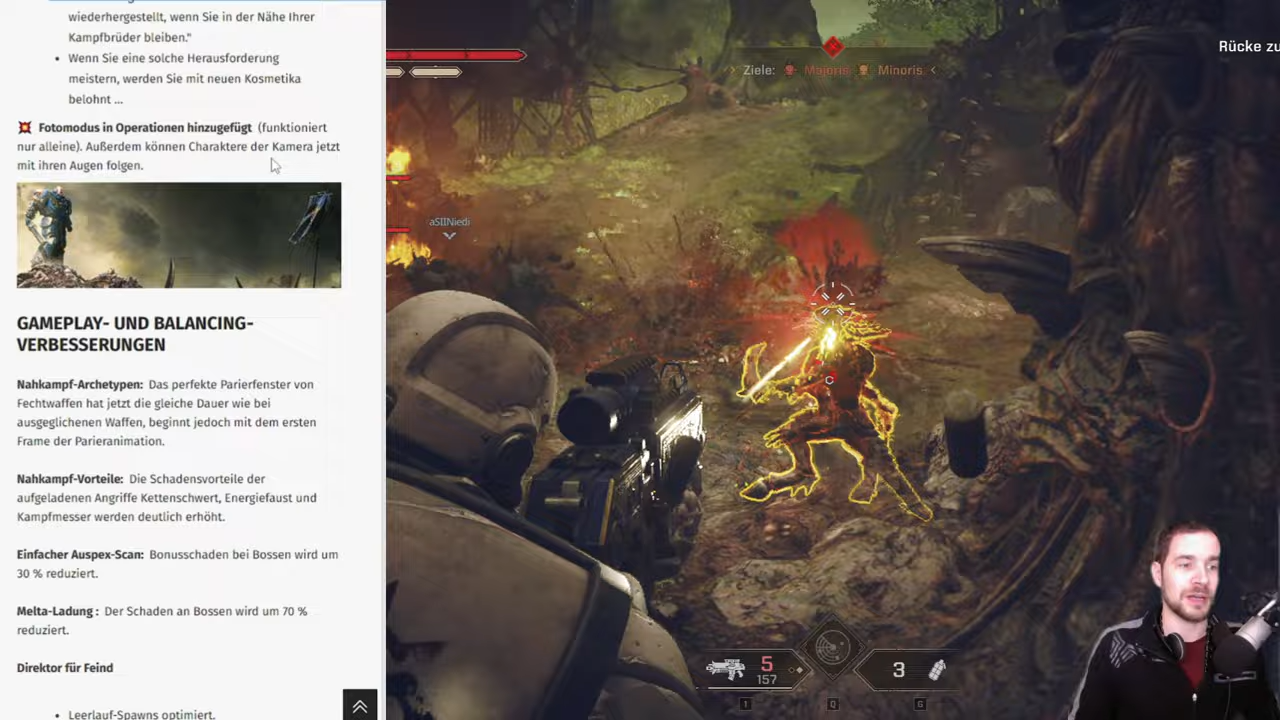 wiederhergestellt, wenn Sie in der Nähe Ihrer
Kampfbrüder bleiben."
• Wenn Sie eine solche Herausforderung
meistern, werden Sie mit neuen Kosmetika
belohnt ...
Fotomodus in Operationen hinzugefügt (funktioniert
nur alleine). Außerdem können Charaktere der Kamera jetzt
mit ihren Augen folgen.
GAMEPLAY- UND BALANCING-
VERBESSERUNGEN
Nahkampf-Archetypen: Das perfekte Parierfenster von
Fechtwaffen hat jetzt die gleiche Dauer wie bei
ausgeglichenen Waffen, beginnt jedoch mit dem ersten
Frame der Parieranimation.
Nahkampf-Vorteile: Die Schadensvorteile der
aufgeladenen Angriffe Kettenschwert, Energiefaust und
Kampfmesser werden deutlich erhöht.
Einfacher Auspex-Scan: Bonusschaden bei Bossen wird um
30 % reduziert.
Melta-Ladung : Der Schaden an Bossen wird um 70 %
reduziert.
Direktor für Feind
• Leerlauf-Spawns optimiert.
Ziele: Majoris Minoris
Rücke zu
aSIINiedi
5
157
3
1
Q
G